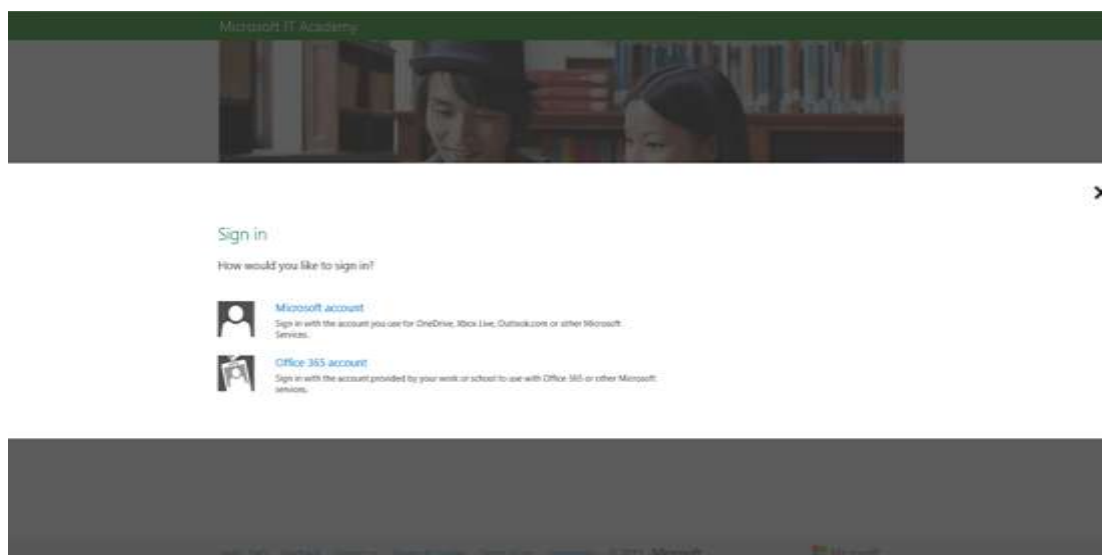 Microsoft IT Academy
Sign in
How would you like to sign in?
Microsoft account
Sign in with the account you use for OneDrive, Xbox Live, Outlook.com or other Microsoft
Services.
Office 365 account
Sign in with the account provided by your work or school to use with Office 365 or other Microsoft
services.
Microsoft
Microsoft